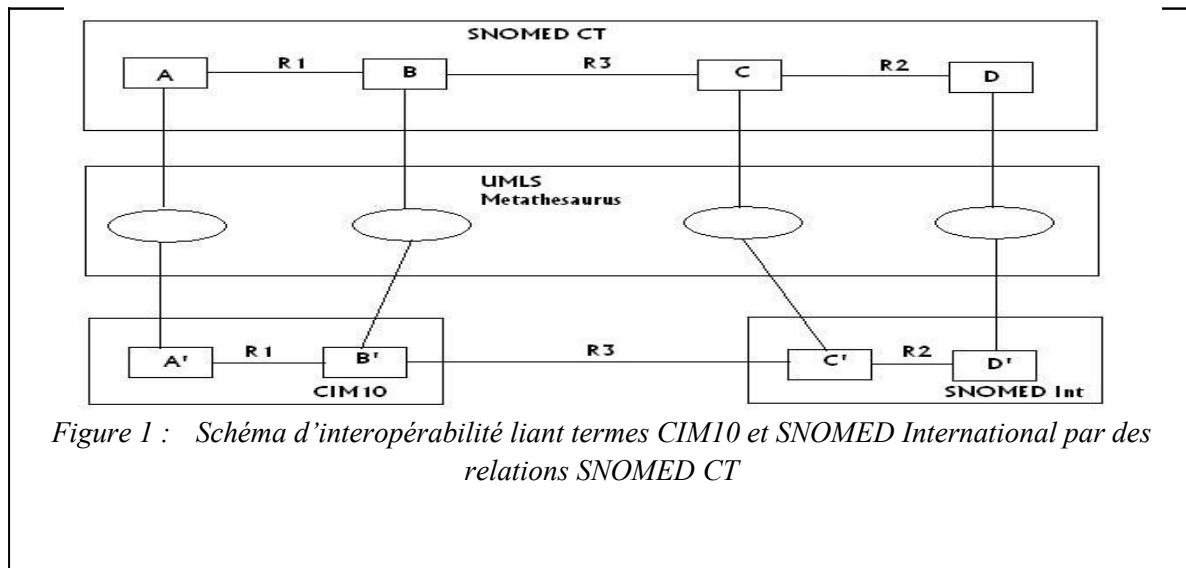 SNOMED CT
A R1 B R3 C R2 D
UMLS
Metathesaurus
A' R1 B' R3 C' R2 D'
CIM10 SNOMED Int
Figure 1 : Schéma d'interopérabilité liant termes CIM10 et SNOMED International par des
relations SNOMED CT